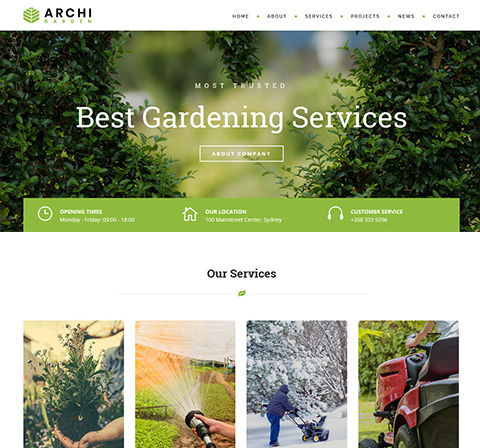 ARCHI
GARDEN
HOME ABOUT SERVICES PROJECTS NEWS CONTACT
MOST TRUSTED
Best Gardening Services
ABOUT COMPANY
OPENING TIMES
Monday - Friday: 09:00 - 18:00
OUR LOCATION
100 Mainstreet Center, Sydney
CUSTOMER SERVICE
+208 333 9296
Our Services